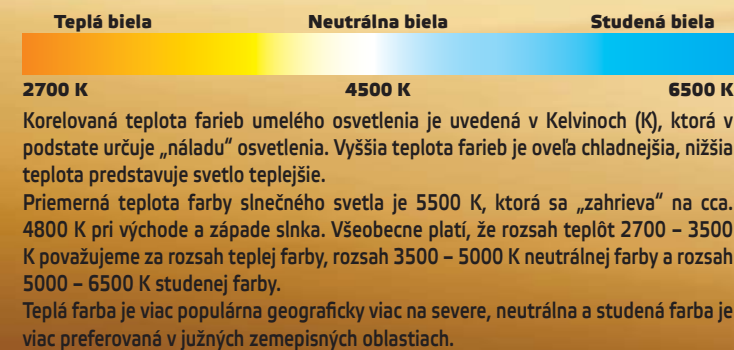 Teplá biela Neutrálna biela Studená biela
2700 K 4500 K 6500 K
Korelovaná teplota farieb umelého osvetlenia je uvedená v Kelvinoch (K), ktorá v
podstate určuje „náladu“ osvetlenia. Vyššia teplota farieb je oveľa chladnejšia, nižšia
teplota predstavuje svetlo teplejšie.
Priemerná teplota farby slnečného svetla je 5500 K, ktorá sa „zahrieva“ na cca.
4800 K pri východe a západe slnka. Všeobecne platí, že rozsah teplôt 2700 – 3500
K považujeme za rozsah teplej farby, rozsah 3500 – 5000 K neutrálnej farby a rozsah
5000 – 6500 K studenej farby.
Teplá farba je viac populárna geograficky viac na severe, neutrálna a studená farba je
viac preferovaná v južných zemepisných oblastiach.